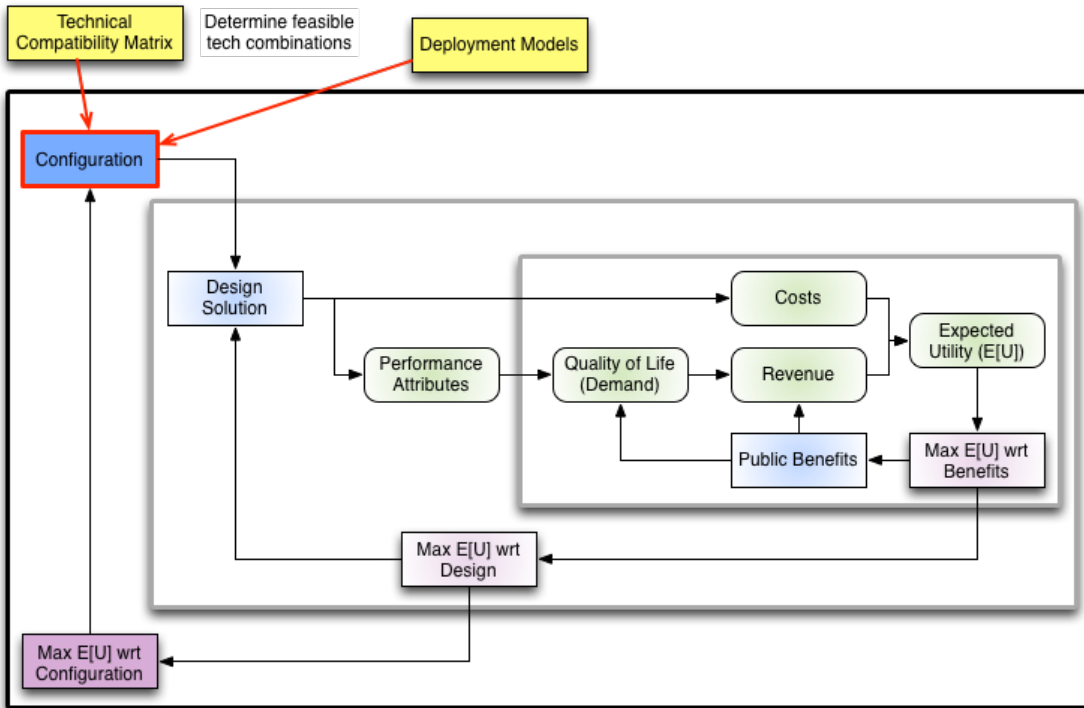 Technical
Compatibility Matrix
Determine feasible
tech combinations
Deployment Models
Configuration
Design
Solution
Costs
Expected
Utility (E[U])
Performance
Attributes
Quality of Life
(Demand)
Revenue
Public Benefits
Max E[U] wrt
Benefits
Max E[U] wrt
Design
Max E[U] wrt
Configuration